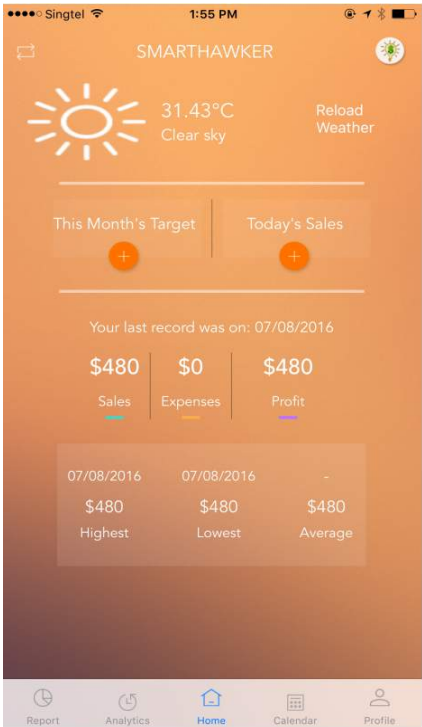 Singtel 1:55 PM
SMARTHAWKER
31.43°C
Clear sky
Reload
Weather
This Month's Target
Today's Sales
+ +
Your last record was on: 07/08/2016
$480 $0 $480
Sales Expenses Profit
07/08/2016 07/08/2016 -
$480 $480 $480
Highest Lowest Average
Report Analytics Home Calendar Profile